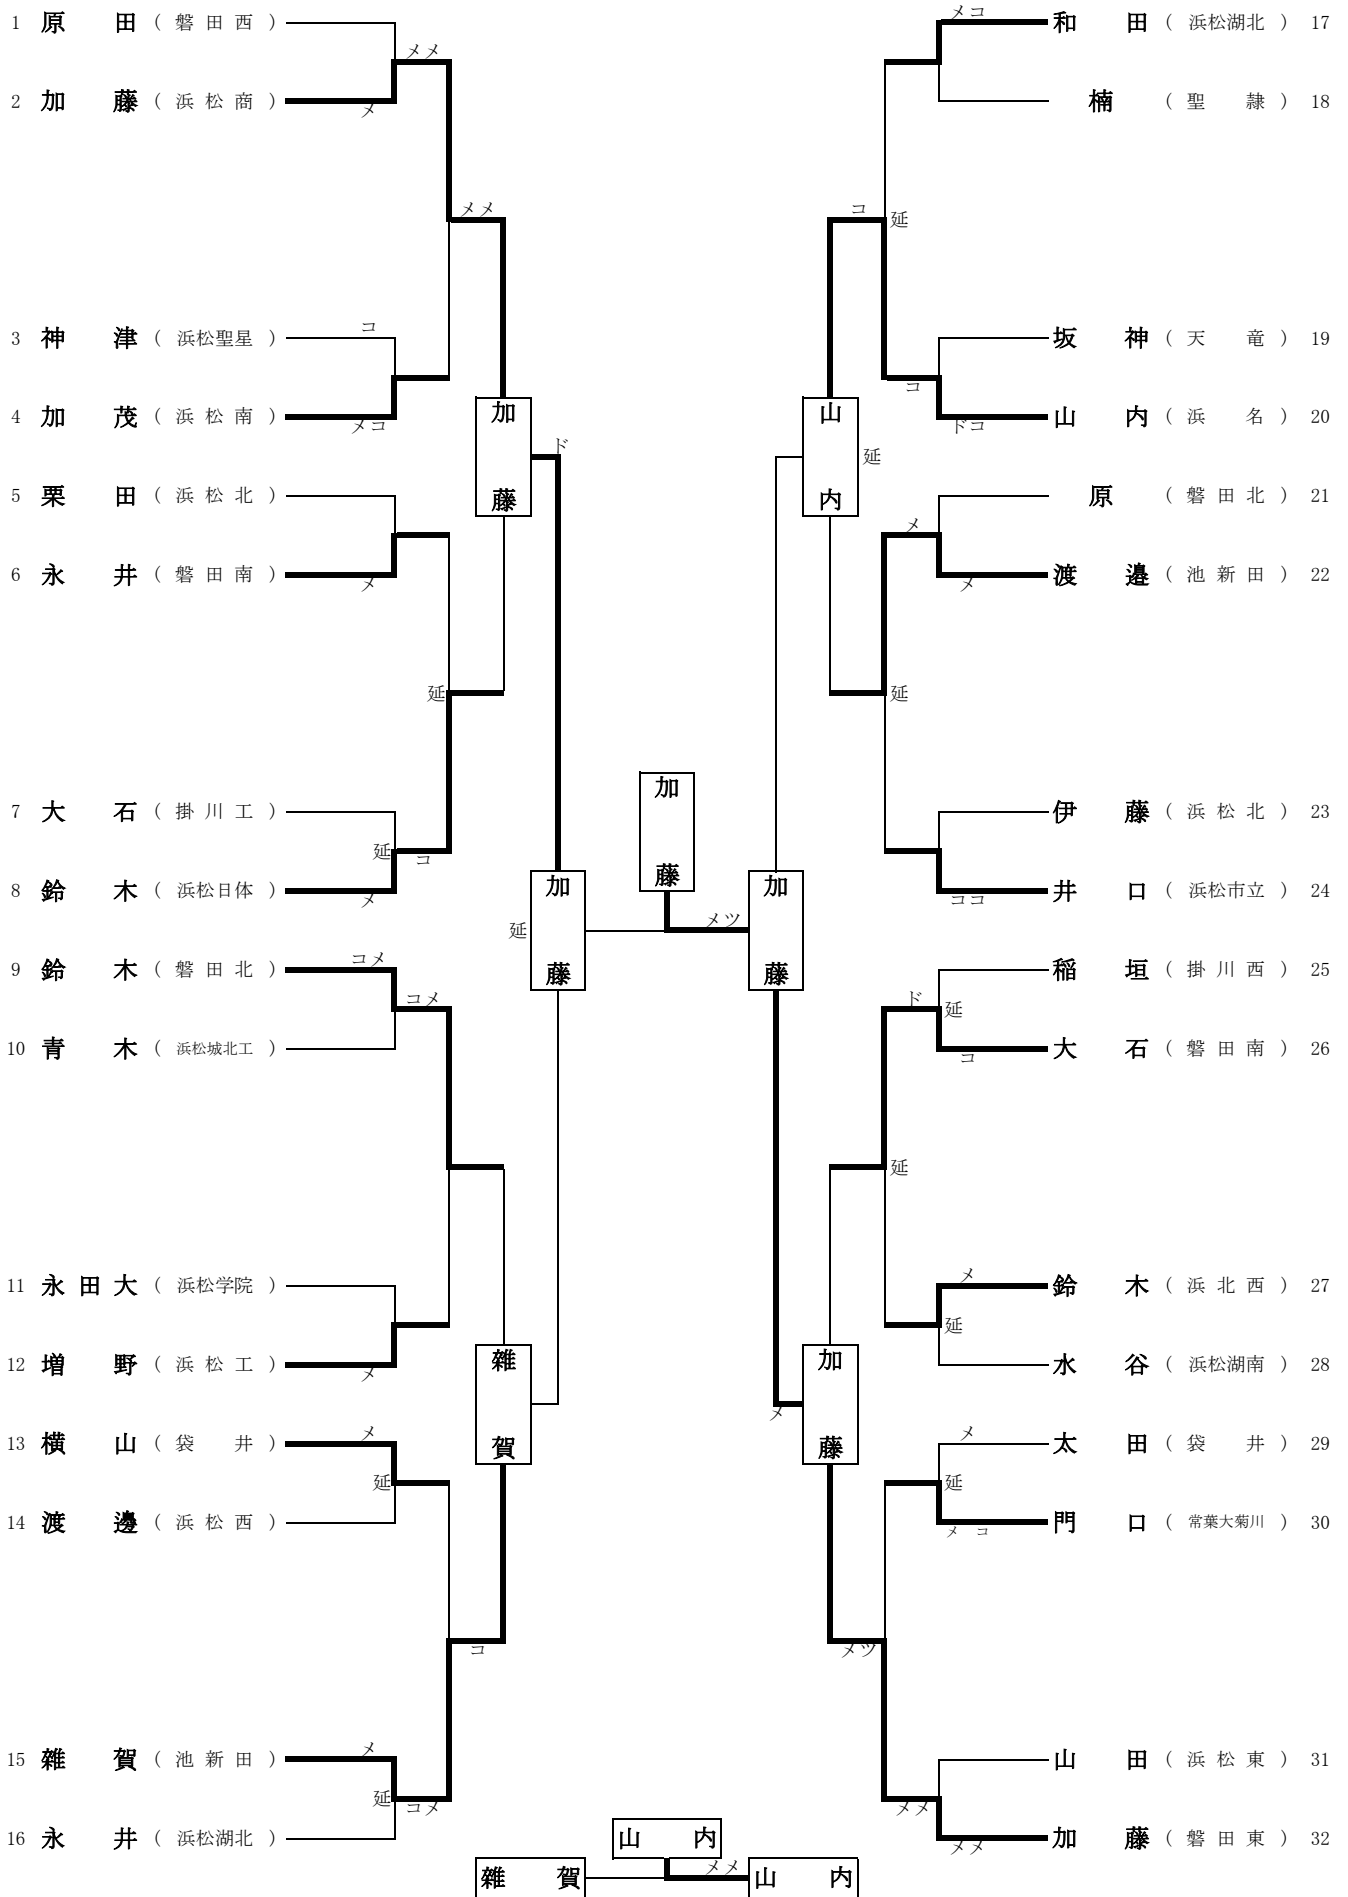 1 原 田 （ 磐 田 西 ）
メメ
2 加 藤 （ 浜 松 商 ）
メ
メメ
3 神 津 （ 浜松聖星 ）
コ
4 加 茂 （ 浜 松 南 ）
メコ
加 藤
ド
5 栗 田 （ 浜 松 北 ）
6 永 井 （ 磐 田 南 ）
メ
延
7 大 石 （ 掛 川 工 ）
延
コ
8 鈴 木 （ 浜松日体 ）
メ
加 藤
延
9 鈴 木 （ 磐 田 北 ）
コメ
コメ
10 青 木 （ 浜松城北工 ）
11 永 田 大 （ 浜松学院 ）
12 増 野 （ 浜 松 工 ）
メ
雑 賀
13 横 山 （ 袋 井 ）
メ
延
14 渡 邊 （ 浜 松 西 ）
コ
15 雑 賀 （ 池 新 田 ）
メ
延
コメ
16 永 井 （ 浜松湖北 ）
加 藤
メツ
メコ
和 田 （ 浜松湖北 ） 17
楠 （ 聖 隷 ） 18
コ
延
坂 神 （ 天 竜 ） 19
コ
山 内 （ 浜 名 ） 20
ドコ
山 内
延
原 （ 磐 田 北 ） 21
メ
渡 邉 （ 池 新 田 ） 22
メ
延
伊 藤 （ 浜 松 北 ） 23
井 口 （ 浜松市立 ） 24
ココ
加 藤
稲 垣 （ 掛 川 西 ） 25
ド
延
大 石 （ 磐 田 南 ） 26
コ
延
メ
鈴 木 （ 浜 北 西 ） 27
延
水 谷 （ 浜松湖南 ） 28
加 藤
メ
メ
太 田 （ 袋 井 ） 29
延
門 口 （ 常葉大菊川 ） 30
メ コ
メツ
山 田 （ 浜 松 東 ） 31
メメ
加 藤 （ 磐 田 東 ） 32
メメ
山 内
メメ
雑 賀
山 内